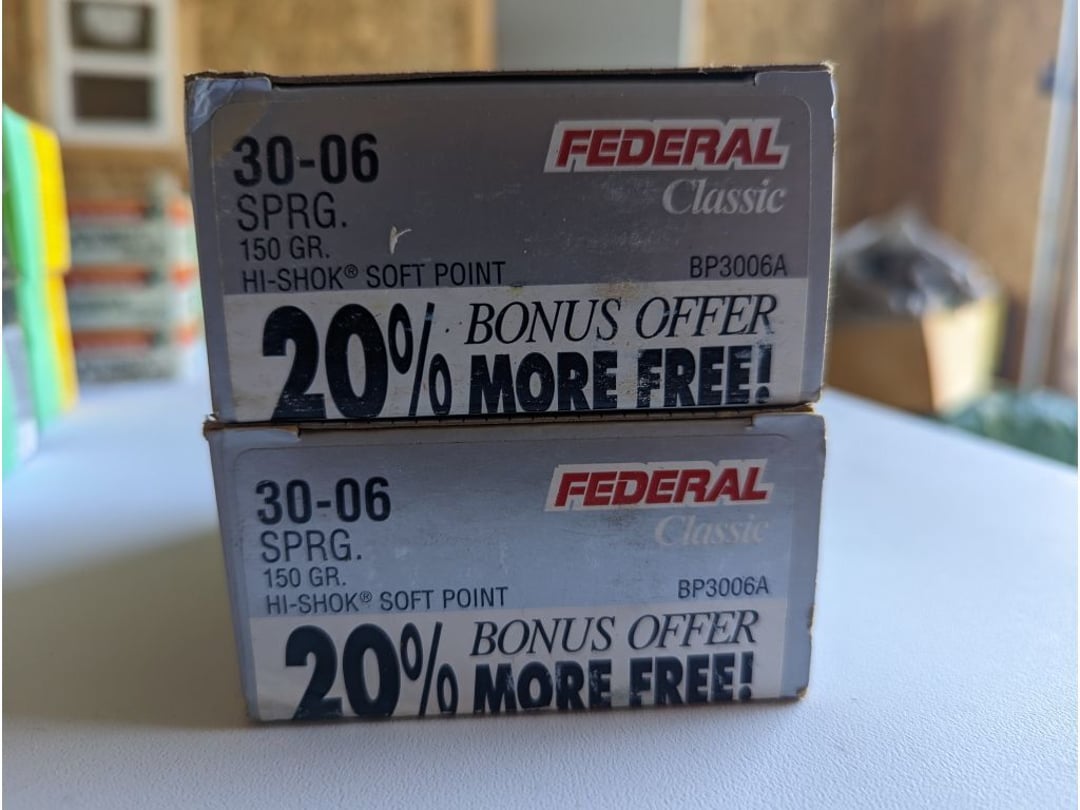 30-06
SPRG.
150 GR.
HI-SHOK® SOFT POINT
FEDERAL
Classic
BP3006A
20% BONUS OFFER
MORE FREE!
30-06
SPRG.
150 GR.
HI-SHOK® SOFT POINT
FEDERAL
Classic
BP3006A
20% BONUS OFFER
MORE FREE!